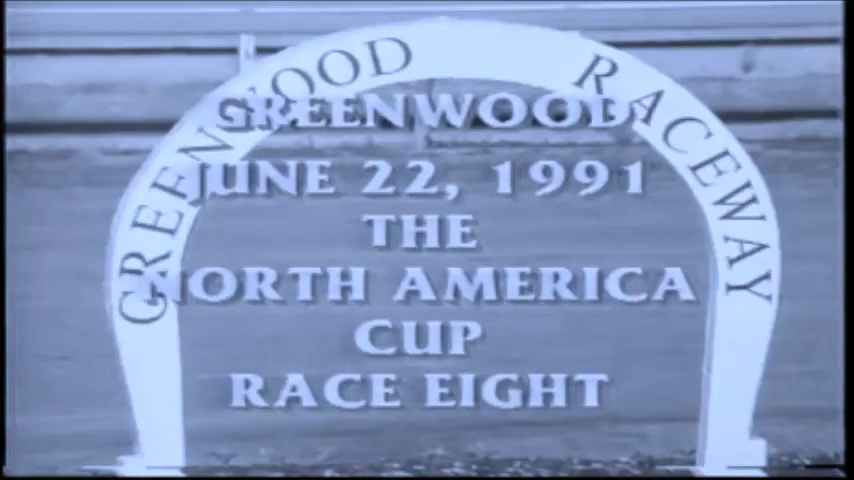 GREENWOOD RACEWAY
GREENWOOD
JUNE 22, 1991
THE
NORTH AMERICA
CUP
RACE EIGHT